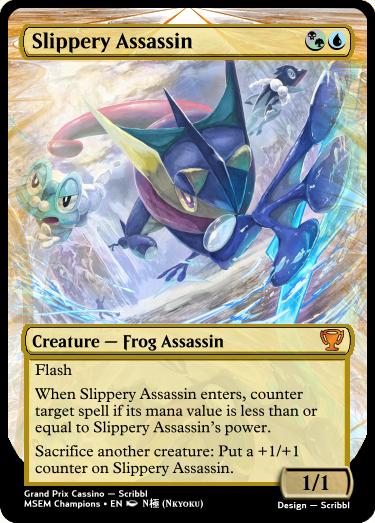 Slippery Assassin
Creature — Frog Assassin
Flash
When Slippery Assassin enters, counter
target spell if its mana value is less than or
equal to Slippery Assassin's power.
Sacrifice another creature: Put a +1/+1
counter on Slippery Assassin.
1/1
Grand Prix Cassino — Scribbl
MSEM Champions • EN N極 (Nkyoku)
Design — Scribbl